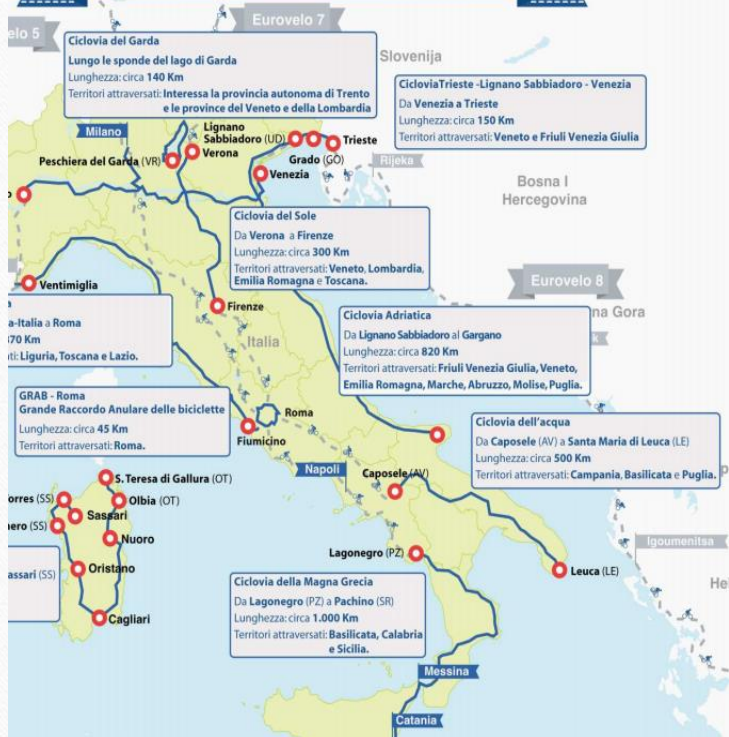 Eurovelo 7
elo 5
Ciclovia del Garda
Lungo le sponde del lago di Garda
Lunghezza: circa 140 Km
Territori attraversati: Interessa la provincia autonoma di Trento
e le province del Veneto e della Lombardia
Slovenija
CicloviaTrieste -Lignano Sabbiadoro - Venezia
Da Venezia a Trieste
Lunghezza: circa 150 Km
Territori attraversati: Veneto e Friuli Venezia Giulia
Milano
Lignano
Sabbiadoro (UD)
Trieste
Peschiera del Garda (VR)
Verona
Grado (GO)
Rijeka
Venezia
Bosna I
Hercegovina
Ciclovia del Sole
Da Verona a Firenze
Lunghezza: circa 300 Km
Territori attraversati: Veneto, Lombardia,
Emilia Romagna e Toscana.
Ventimiglia
Eurovelo 8
Firenze
na Gora
Italia
a
a-Italia a Roma
870 Km
ti: Liguria, Toscana e Lazio.
Ciclovia Adriatica
Da Lignano Sabbiadoro al Gargano
Lunghezza: circa 820 Km
Territori attraversati: Friuli Venezia Giulia, Veneto,
Emilia Romagna, Marche, Abruzzo, Molise, Puglia.
GRAB - Roma
Grande Raccordo Anulare delle biciclette
Lunghezza: circa 45 Km
Territori attraversati: Roma.
Roma
Fiumicino
Ciclovia dell'acqua
Da Caposele (AV) a Santa Maria di Leuca (LE)
Lunghezza: circa 500 Km
Territori attraversati: Campania, Basilicata e Puglia.
Napoli
Caposele (AV)
S. Teresa di Gallura (OT)
Torres (SS)
Olbia (OT)
Sassari
hero (SS)
Nuoro
Igoumenitsa
Lagonegro (PZ)
Leuca (LE)
Oristano
assari (SS)
Hel
Ciclovia della Magna Grecia
Da Lagonegro (PZ) a Pachino (SR)
Lunghezza: circa 1.000 Km
Territori attraversati: Basilicata, Calabria
e Sicilia.
Cagliari
Messina
Catania